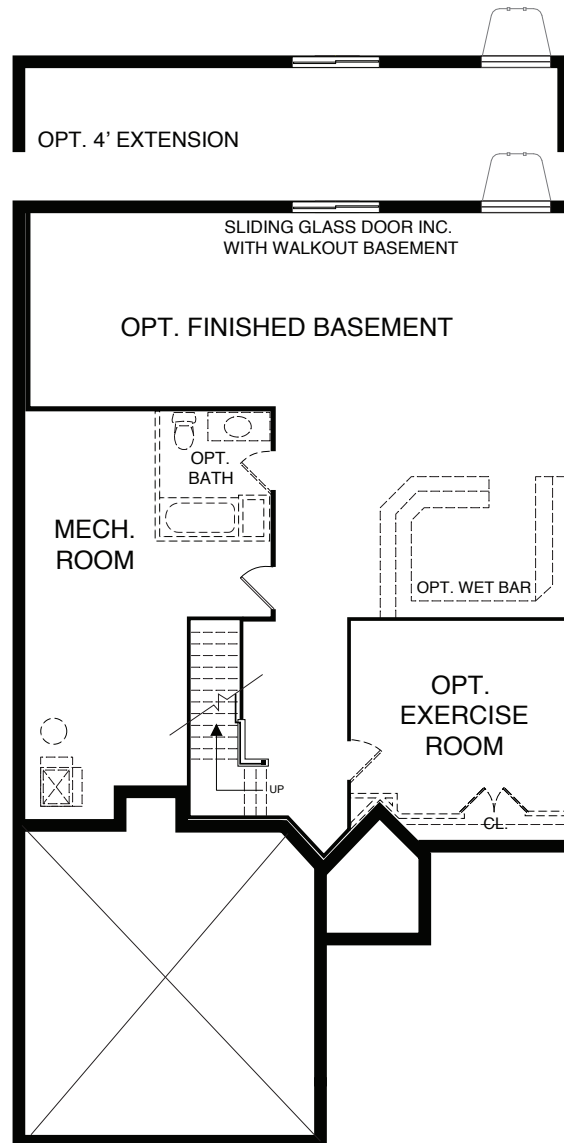 OPT. 4' EXTENSION
SLIDING GLASS DOOR INC.
WITH WALKOUT BASEMENT
OPT. FINISHED BASEMENT
OPT.
BATH
MECH.
ROOM
OPT. WET BAR
OPT.
EXERCISE
ROOM
UP
CL.